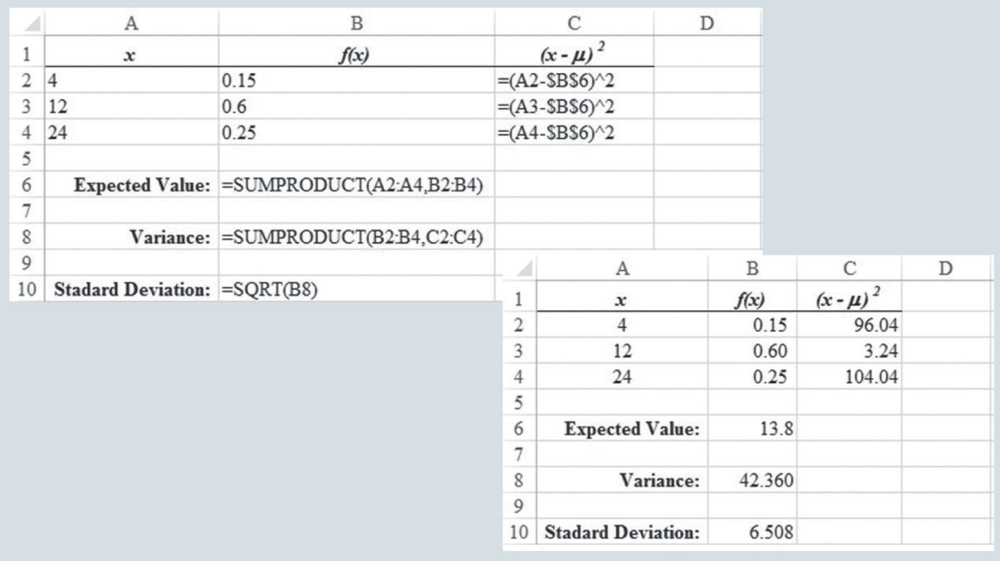 A B C D
1 x f(x) (x - μ)²
2 4 0.15 =(A2-$B$6)^2
3 12 0.6 =(A3-$B$6)^2
4 24 0.25 =(A4-$B$6)^2
5
6 Expected Value: =SUMPRODUCT(A2:A4,B2:B4)
7
8 Variance: =SUMPRODUCT(B2:B4,C2:C4)
9
10 Stadard Deviation: =SQRT(B8)
A B C D
1 x f(x) (x - μ)²
2 4 0.15 96.04
3 12 0.60 3.24
4 24 0.25 104.04
5
6 Expected Value: 13.8
7
8 Variance: 42.360
9
10 Stadard Deviation: 6.508